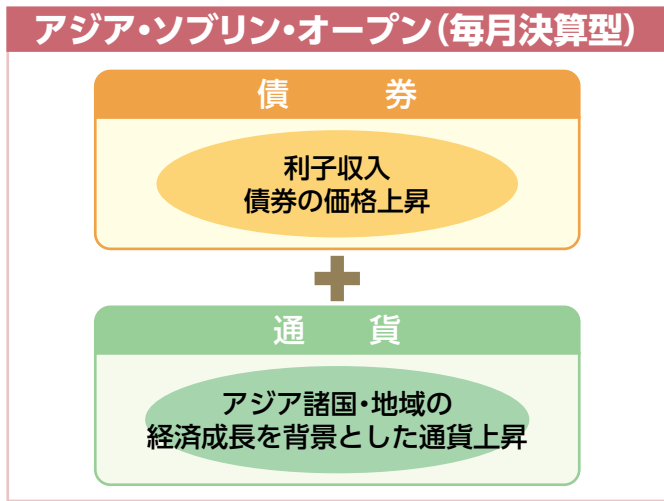 アジア・ソブリン・オープン(毎月決算型)
債　券
利子収入
債券の価格上昇
+
通　貨
アジア諸国・地域の
経済成長を背景とした通貨上昇